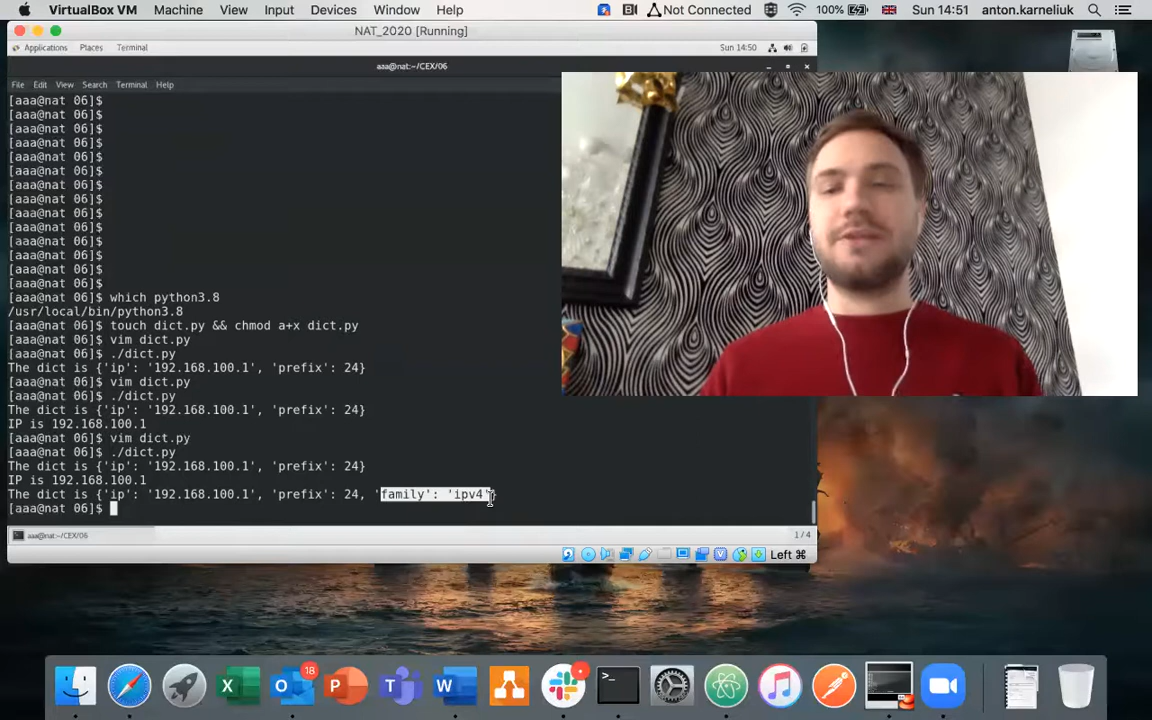 VirtualBox VM Machine View Input Devices Window Help Not Connected 100% Sun 14:51 anton.karneliuk
NAT_2020 [Running]
Applications Places Terminal Sun 14:50
aaa@nat:~/CEX/06
File Edit View Search Terminal Help
[aaa@nat 06]$
[aaa@nat 06]$
[aaa@nat 06]$
[aaa@nat 06]$
[aaa@nat 06]$
[aaa@nat 06]$
[aaa@nat 06]$
[aaa@nat 06]$
[aaa@nat 06]$
[aaa@nat 06]$
[aaa@nat 06]$
[aaa@nat 06]$
[aaa@nat 06]$
[aaa@nat 06]$
[aaa@nat 06]$ which python3.8
/usr/local/bin/python3.8
[aaa@nat 06]$ touch dict.py && chmod a+x dict.py
[aaa@nat 06]$ vim dict.py
[aaa@nat 06]$ ./dict.py
The dict is {'ip': '192.168.100.1', 'prefix': 24}
[aaa@nat 06]$ vim dict.py
[aaa@nat 06]$ ./dict.py
The dict is {'ip': '192.168.100.1', 'prefix': 24}
IP is 192.168.100.1
[aaa@nat 06]$ vim dict.py
[aaa@nat 06]$ ./dict.py
The dict is {'ip': '192.168.100.1', 'prefix': 24}
IP is 192.168.100.1
The dict is {'ip': '192.168.100.1', 'prefix': 24, 'family': 'ipv4'}
[aaa@nat 06]$
aaa@nat:~/CEX/06 1 / 4
Left ⌘
18